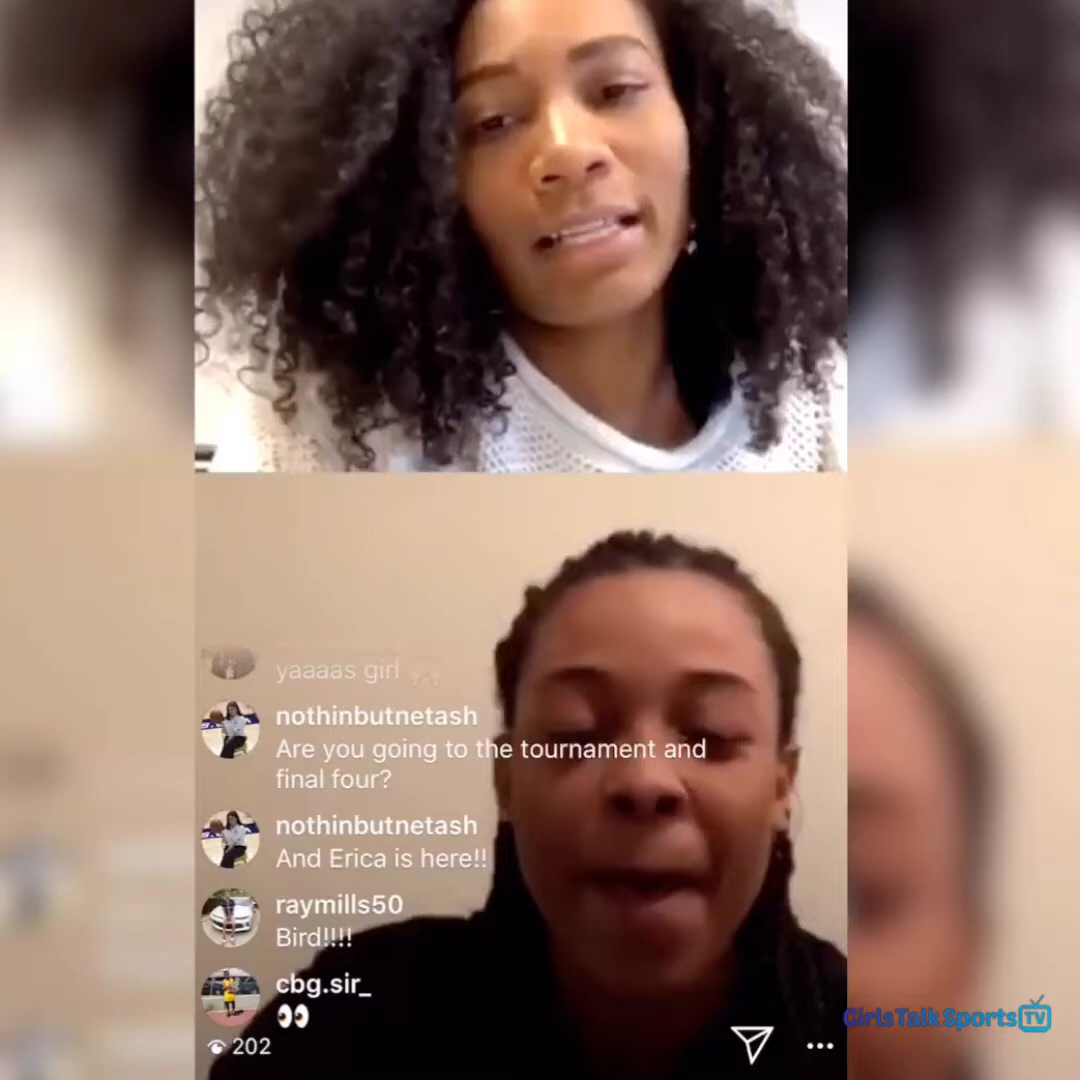 yaaaas girl
nothinbutnetash
Are you going to the tournament and
final four?
nothinbutnetash
And Erica is here!!
raymills50
Bird!!!!
cbg.sir_
👀
202
GirlsTalkSportsTV